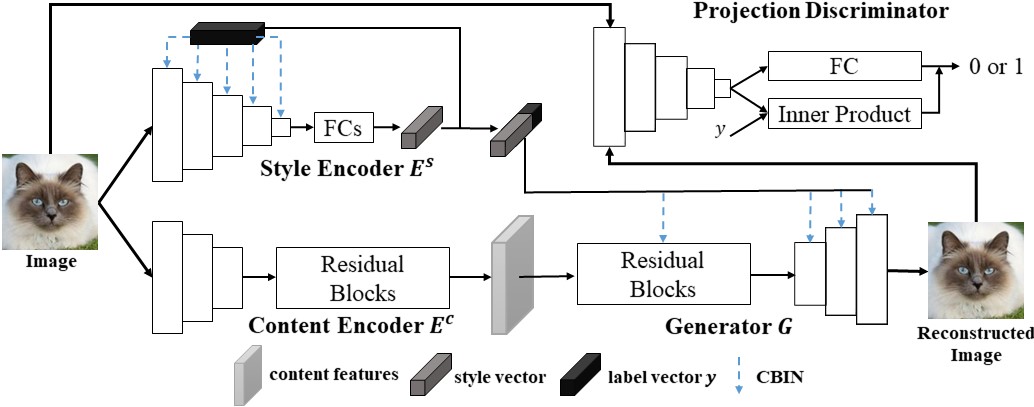 Projection Discriminator
FC
0 or 1
Inner Product
y
FCs
Style Encoder E^s
Image
Residual
Blocks
Content Encoder E^c
Residual
Blocks
Generator G
Reconstructed
Image
content features
style vector
label vector y
CBIN